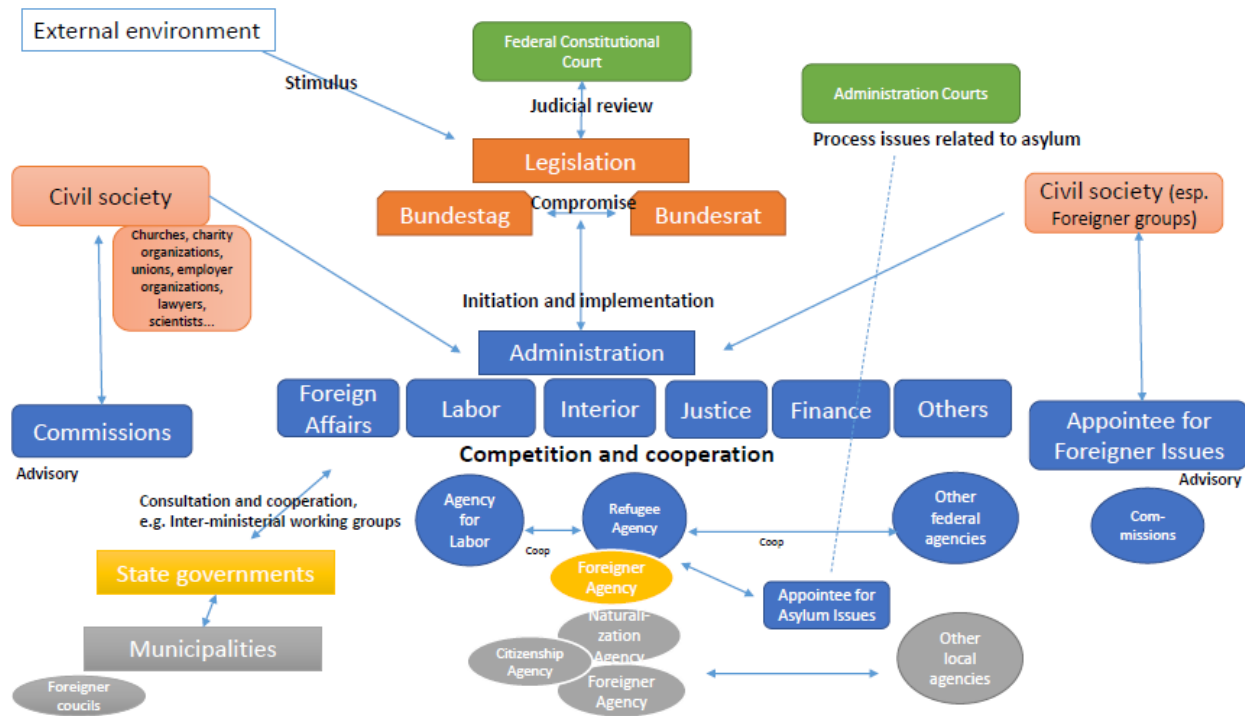 External environment
Federal Constitutional
Court
Stimulus
Judicial review
Administration Courts
Process issues related to asylum
Legislation
Civil society
Compromise
Bundestag
Bundesrat
Civil society (esp.
Foreigner groups)
Churches, charity
organizations,
unions, employer
organizations,
lawyers,
scientists...
Initiation and implementation
Administration
Foreign
Affairs
Labor
Interior
Justice
Finance
Others
Commissions
Advisory
Appointee for
Foreigner Issues
Advisory
Competition and cooperation
Consultation and cooperation,
e.g. Inter-ministerial working groups
Agency
for
Labor
Coop
Refugee
Agency
Coop
Other
federal
agencies
Com-
missions
State governments
Foreigner
Agency
Appointee for
Asylum Issues
Municipalities
Naturali-
zation
Agency
Citizenship
Agency
Foreigner
Agency
Other
local
agencies
Foreigner
coucils